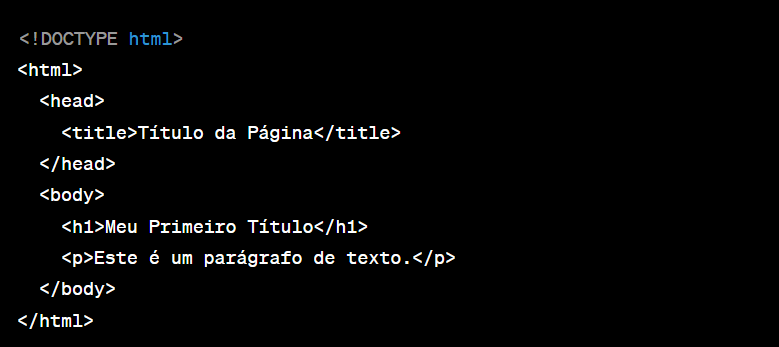 <!DOCTYPE html>
<html>
<head>
<title>Título da Página</title>
</head>
<body>
<h1>Meu Primeiro Título</h1>
<p>Este é um parágrafo de texto.</p>
</body>
</html>